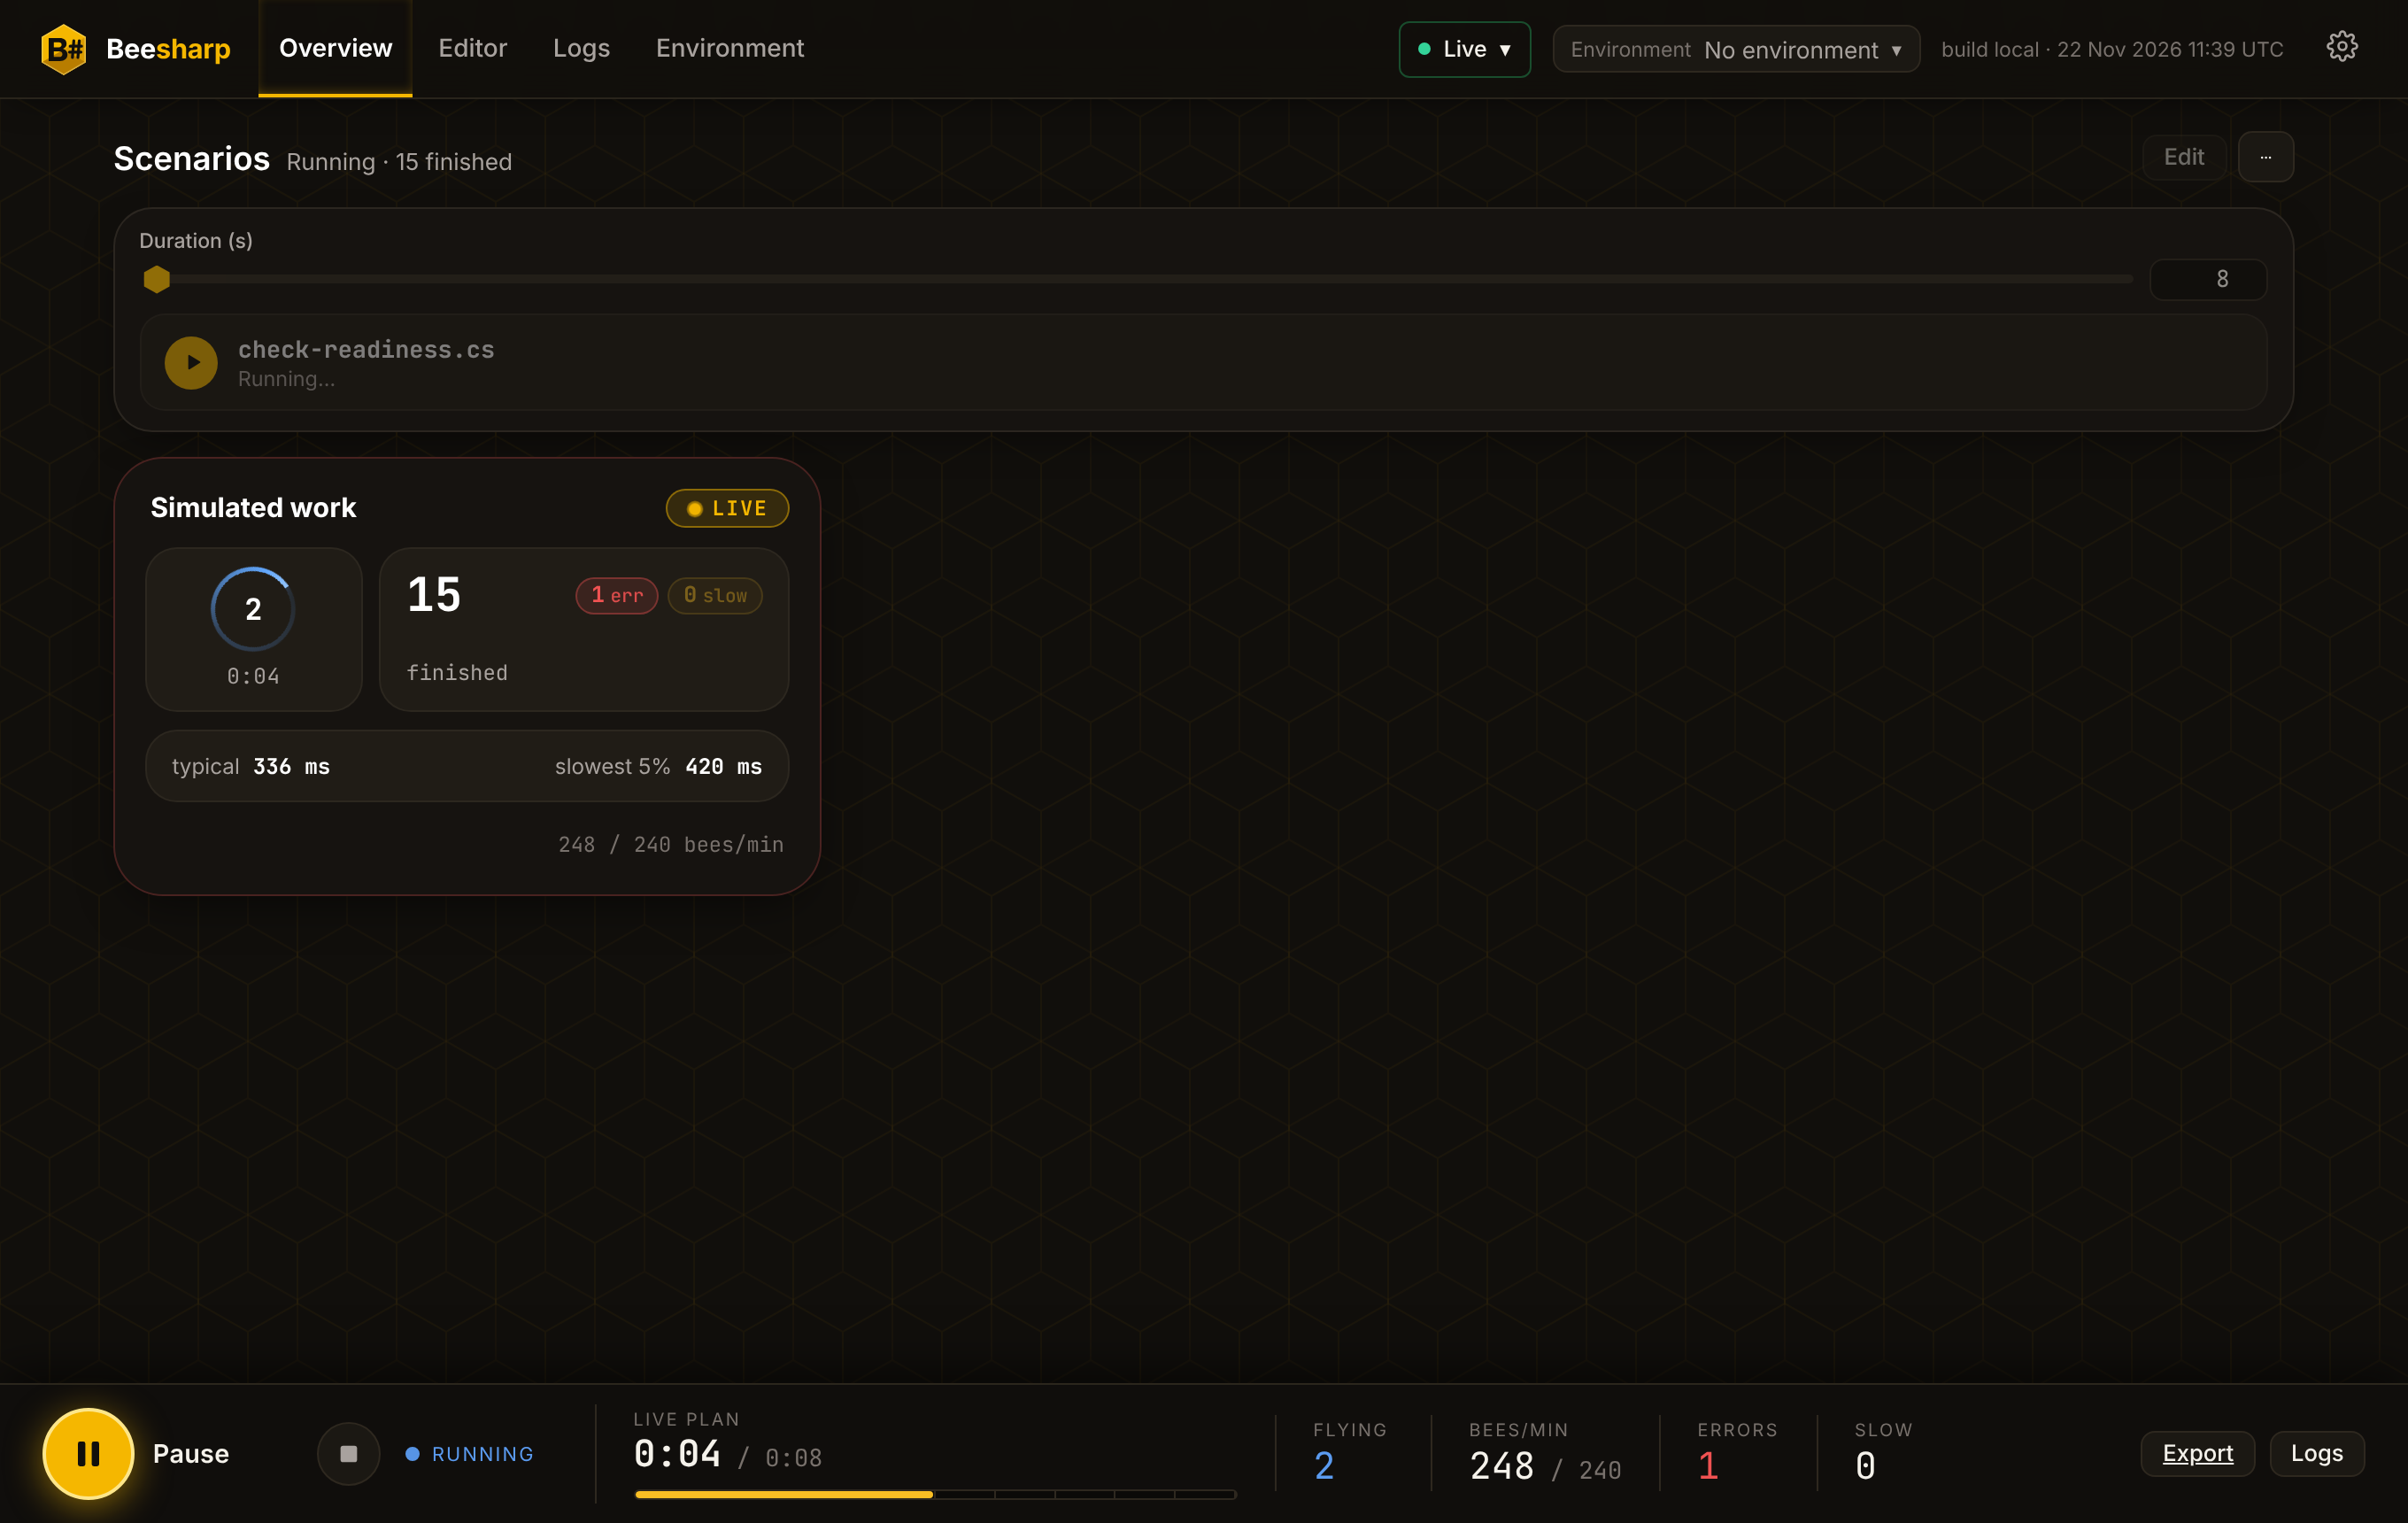 B# Beesharp Overview Editor Logs Environment Live ▾ Environment No environment ▾ build local · 22 Nov 2026 11:39 UTC
Scenarios Running · 15 finished Edit ...
Duration (s)
8
check-readiness.cs
Running...
Simulated work LIVE
2
0:04
15 1 err 0 slow
finished
typical 336 ms slowest 5% 420 ms
248 / 240 bees/min
Pause RUNNING
LIVE PLAN
0:04 / 0:08
FLYING
2
BEES/MIN
248 / 240
ERRORS
1
SLOW
0
Export Logs